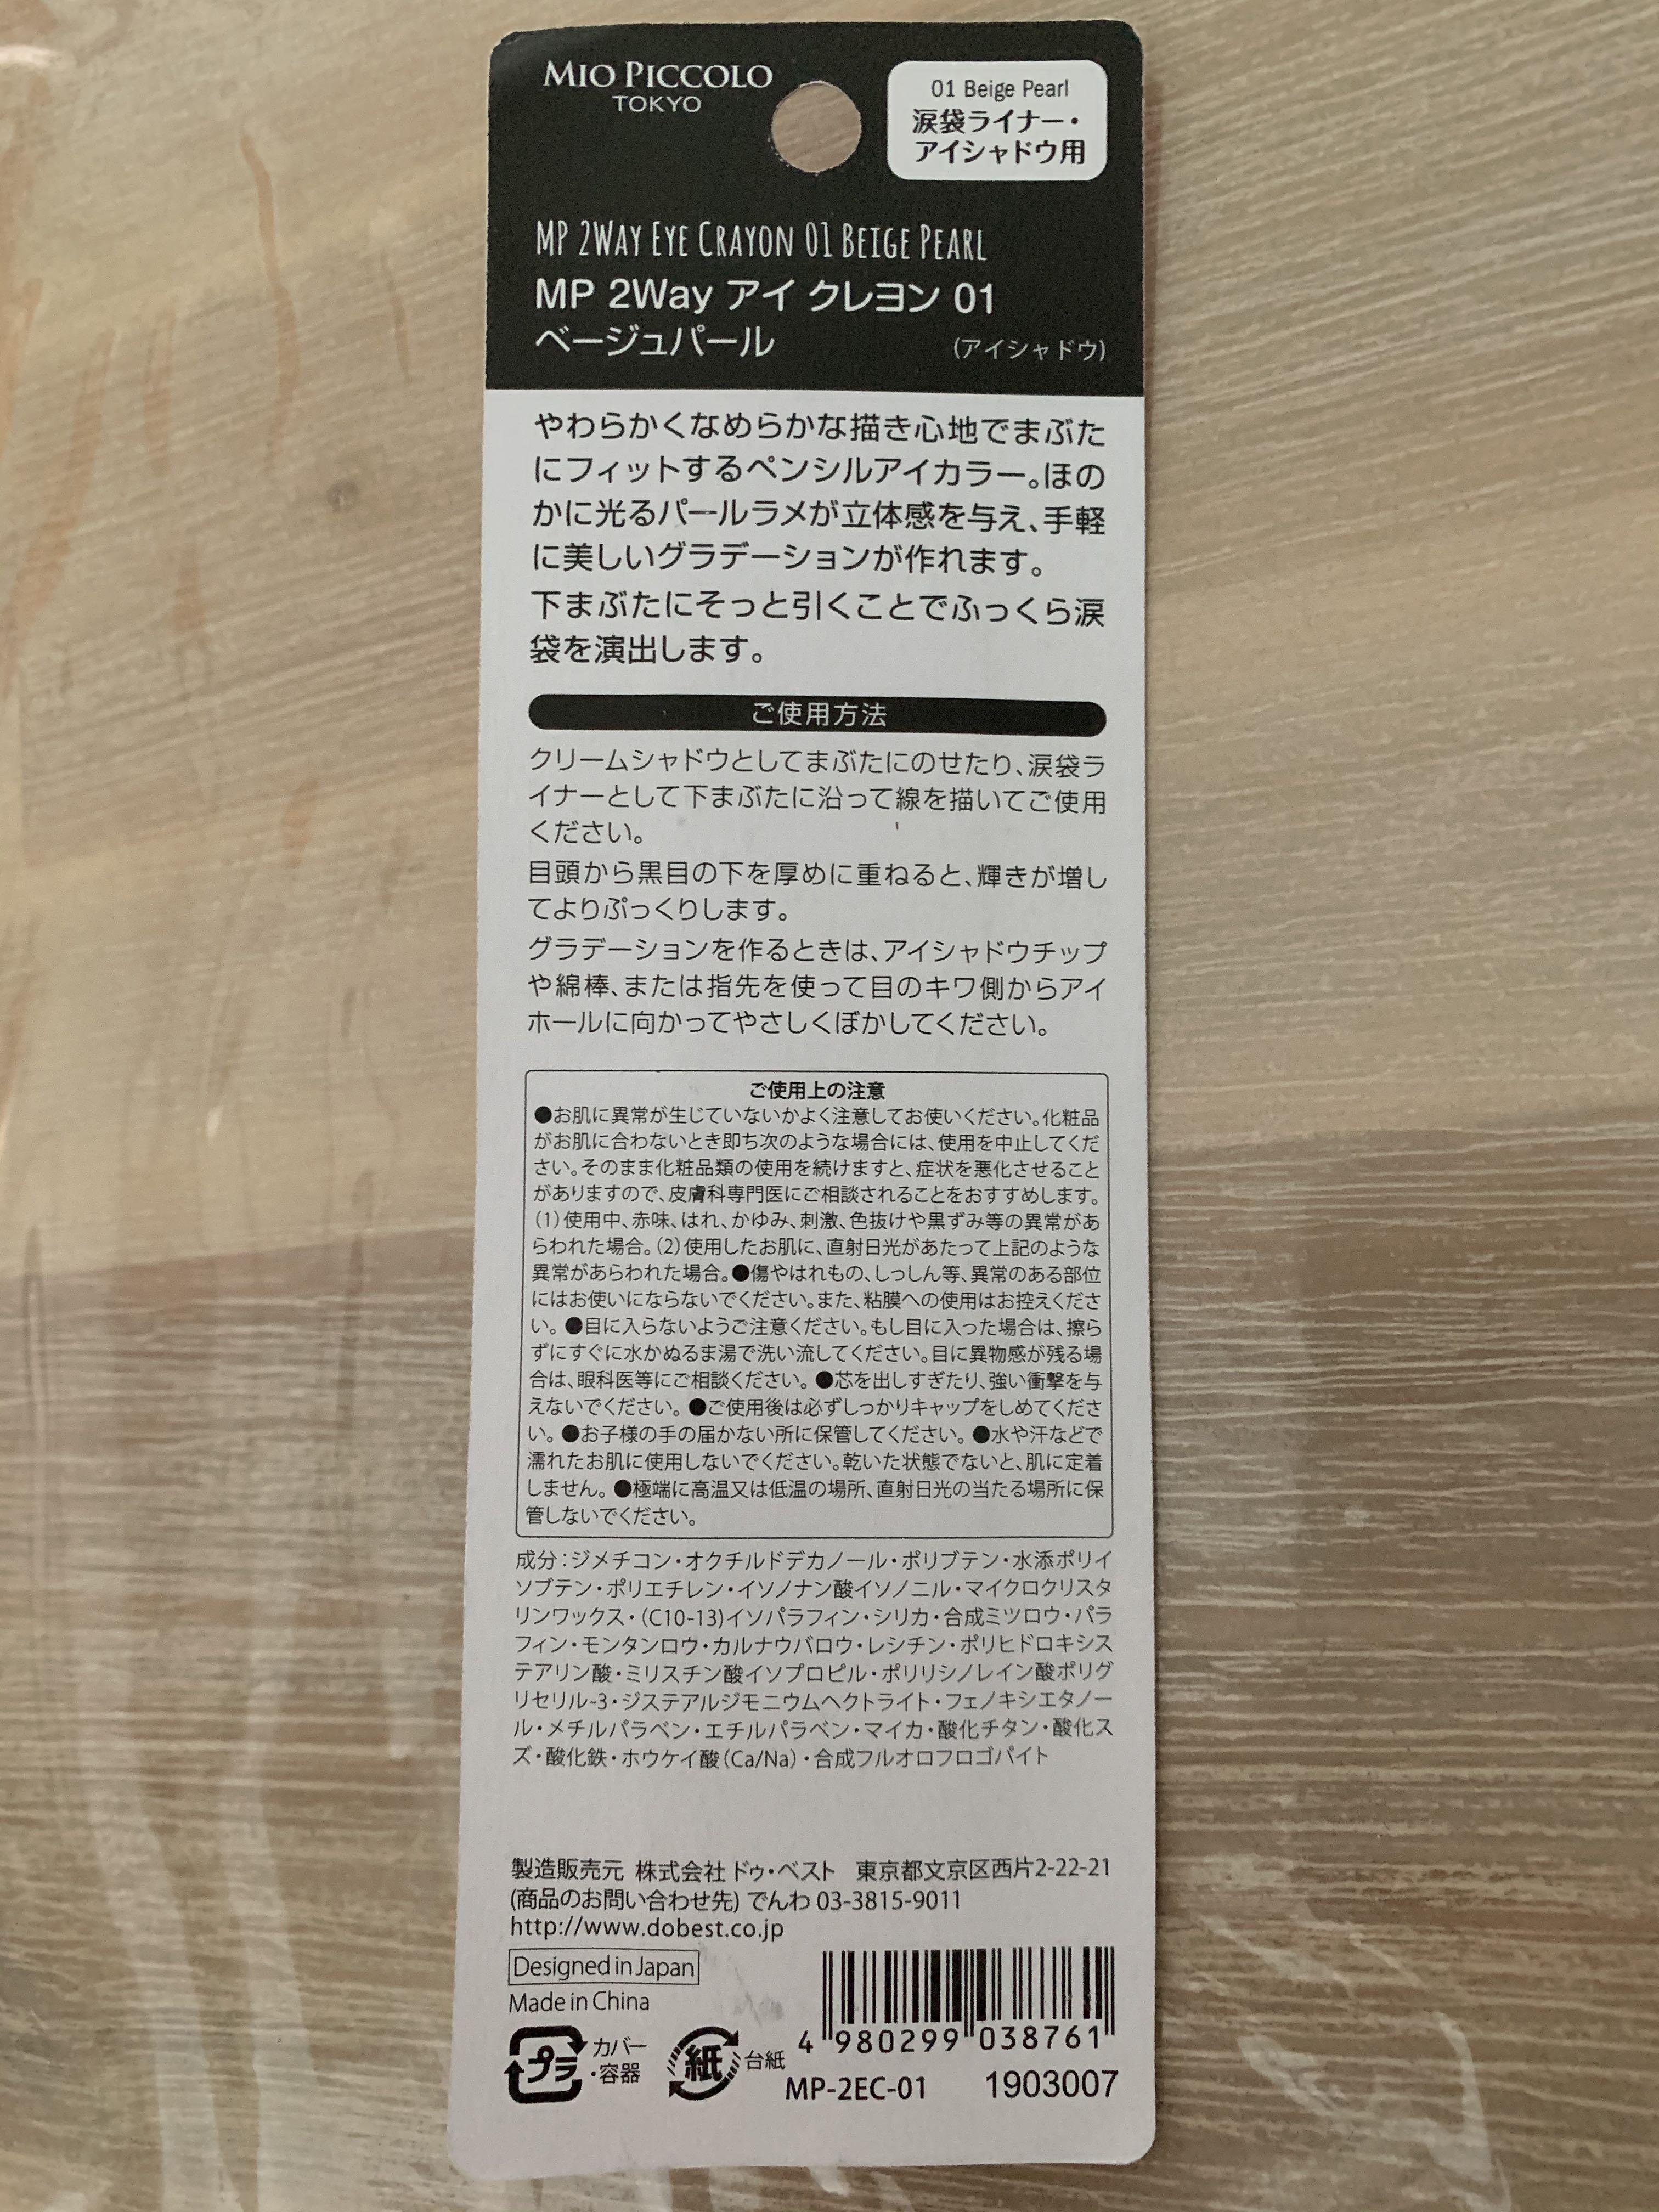 MIO PICCOLO
TOKYO
01 Beige Pearl
涙袋ライナー・
アイシャドウ用
MP 2WAY EYE CRAYON 01 BEIGE PEARL
MP 2Way アイ クレヨン 01
ベージュパール
(アイシャドウ)
やわらかくなめらかな描き心地でまぶた
にフィットするペンシルアイカラー。ほの
かに光るパールラメが立体感を与え、手軽
に美しいグラデーションが作れます。
下まぶたにそっと引くことでふっくら涙
袋を演出します。
ご使用方法
クリームシャドウとしてまぶたにのせたり、涙袋ラ
イナーとして下まぶたに沿って線を描いてご使用
ください。
目頭から黒目の下を厚めに重ねると、輝きが増し
てよりぷっくりします。
グラデーションを作るときは、アイシャドウチップ
や綿棒、または指先を使って目のキワ側からアイ
ホールに向かってやさしくぼかしてください。
ご使用上の注意
●お肌に異常が生じていないかよく注意してお使いください。化粧品
がお肌に合わないとき即ち次のような場合には、使用を中止してくだ
さい。そのまま化粧品類の使用を続けますと、症状を悪化させること
がありますので、皮膚科専門医にご相談されることをおすすめします。
(1)使用中、赤味、はれ、かゆみ、刺激、色抜けや黒ずみ等の異常があ
らわれた場合。(2)使用したお肌に、直射日光があたって上記のような
異常があらわれた場合。●傷やはれもの、しっしん等、異常のある部位
にはお使いにならないでください。また、粘膜への使用はお控えくださ
い。●目に入らないようご注意ください。もし目に入った場合は、擦ら
ずにすぐに水かぬるま湯で洗い流してください。目に異物感が残る場
合は、眼科医等にご相談ください。●芯を出しすぎたり、強い衝撃を与
えないでください。●ご使用後は必ずしっかりキャップをしめてくださ
い。●お子様の手の届かない所に保管してください。●水や汗などで
濡れたお肌に使用しないでください。乾いた状態でないと、肌に定着
しません。●極端に高温又は低温の場所、直射日光の当たる場所に保
管しないでください。
成分:ジメチコン・オクチルドデカノール・ポリブテン・水添ポリイ
ソブテン・ポリエチレン・イソノナン酸イソノニル・マイクロクリスタ
リンワックス・(C10-13)イソパラフィン・シリカ・合成ミツロウ・パラ
フィン・モンタンロウ・カルナウバロウ・レシチン・ポリヒドロキシス
テアリン酸・ミリスチン酸イソプロピル・ポリリシノレイン酸ポリグ
リセリル-3・ジステアルジモニウムヘクトライト・フェノキシエタノー
ル・メチルパラベン・エチルパラベン・マイカ・酸化チタン・酸化ス
ズ・酸化鉄・ホウケイ酸(Ca/Na)・合成フルオロフロゴパイト
製造販売元 株式会社ドゥ・ベスト 東京都文京区西片2-22-21
(商品のお問い合わせ先) でんわ 03-3815-9011
http://www.dobest.co.jp
Designed in Japan
Made in China
プラ カバー
・容器
紙 台紙
4 980299 038761
MP-2EC-01 1903007